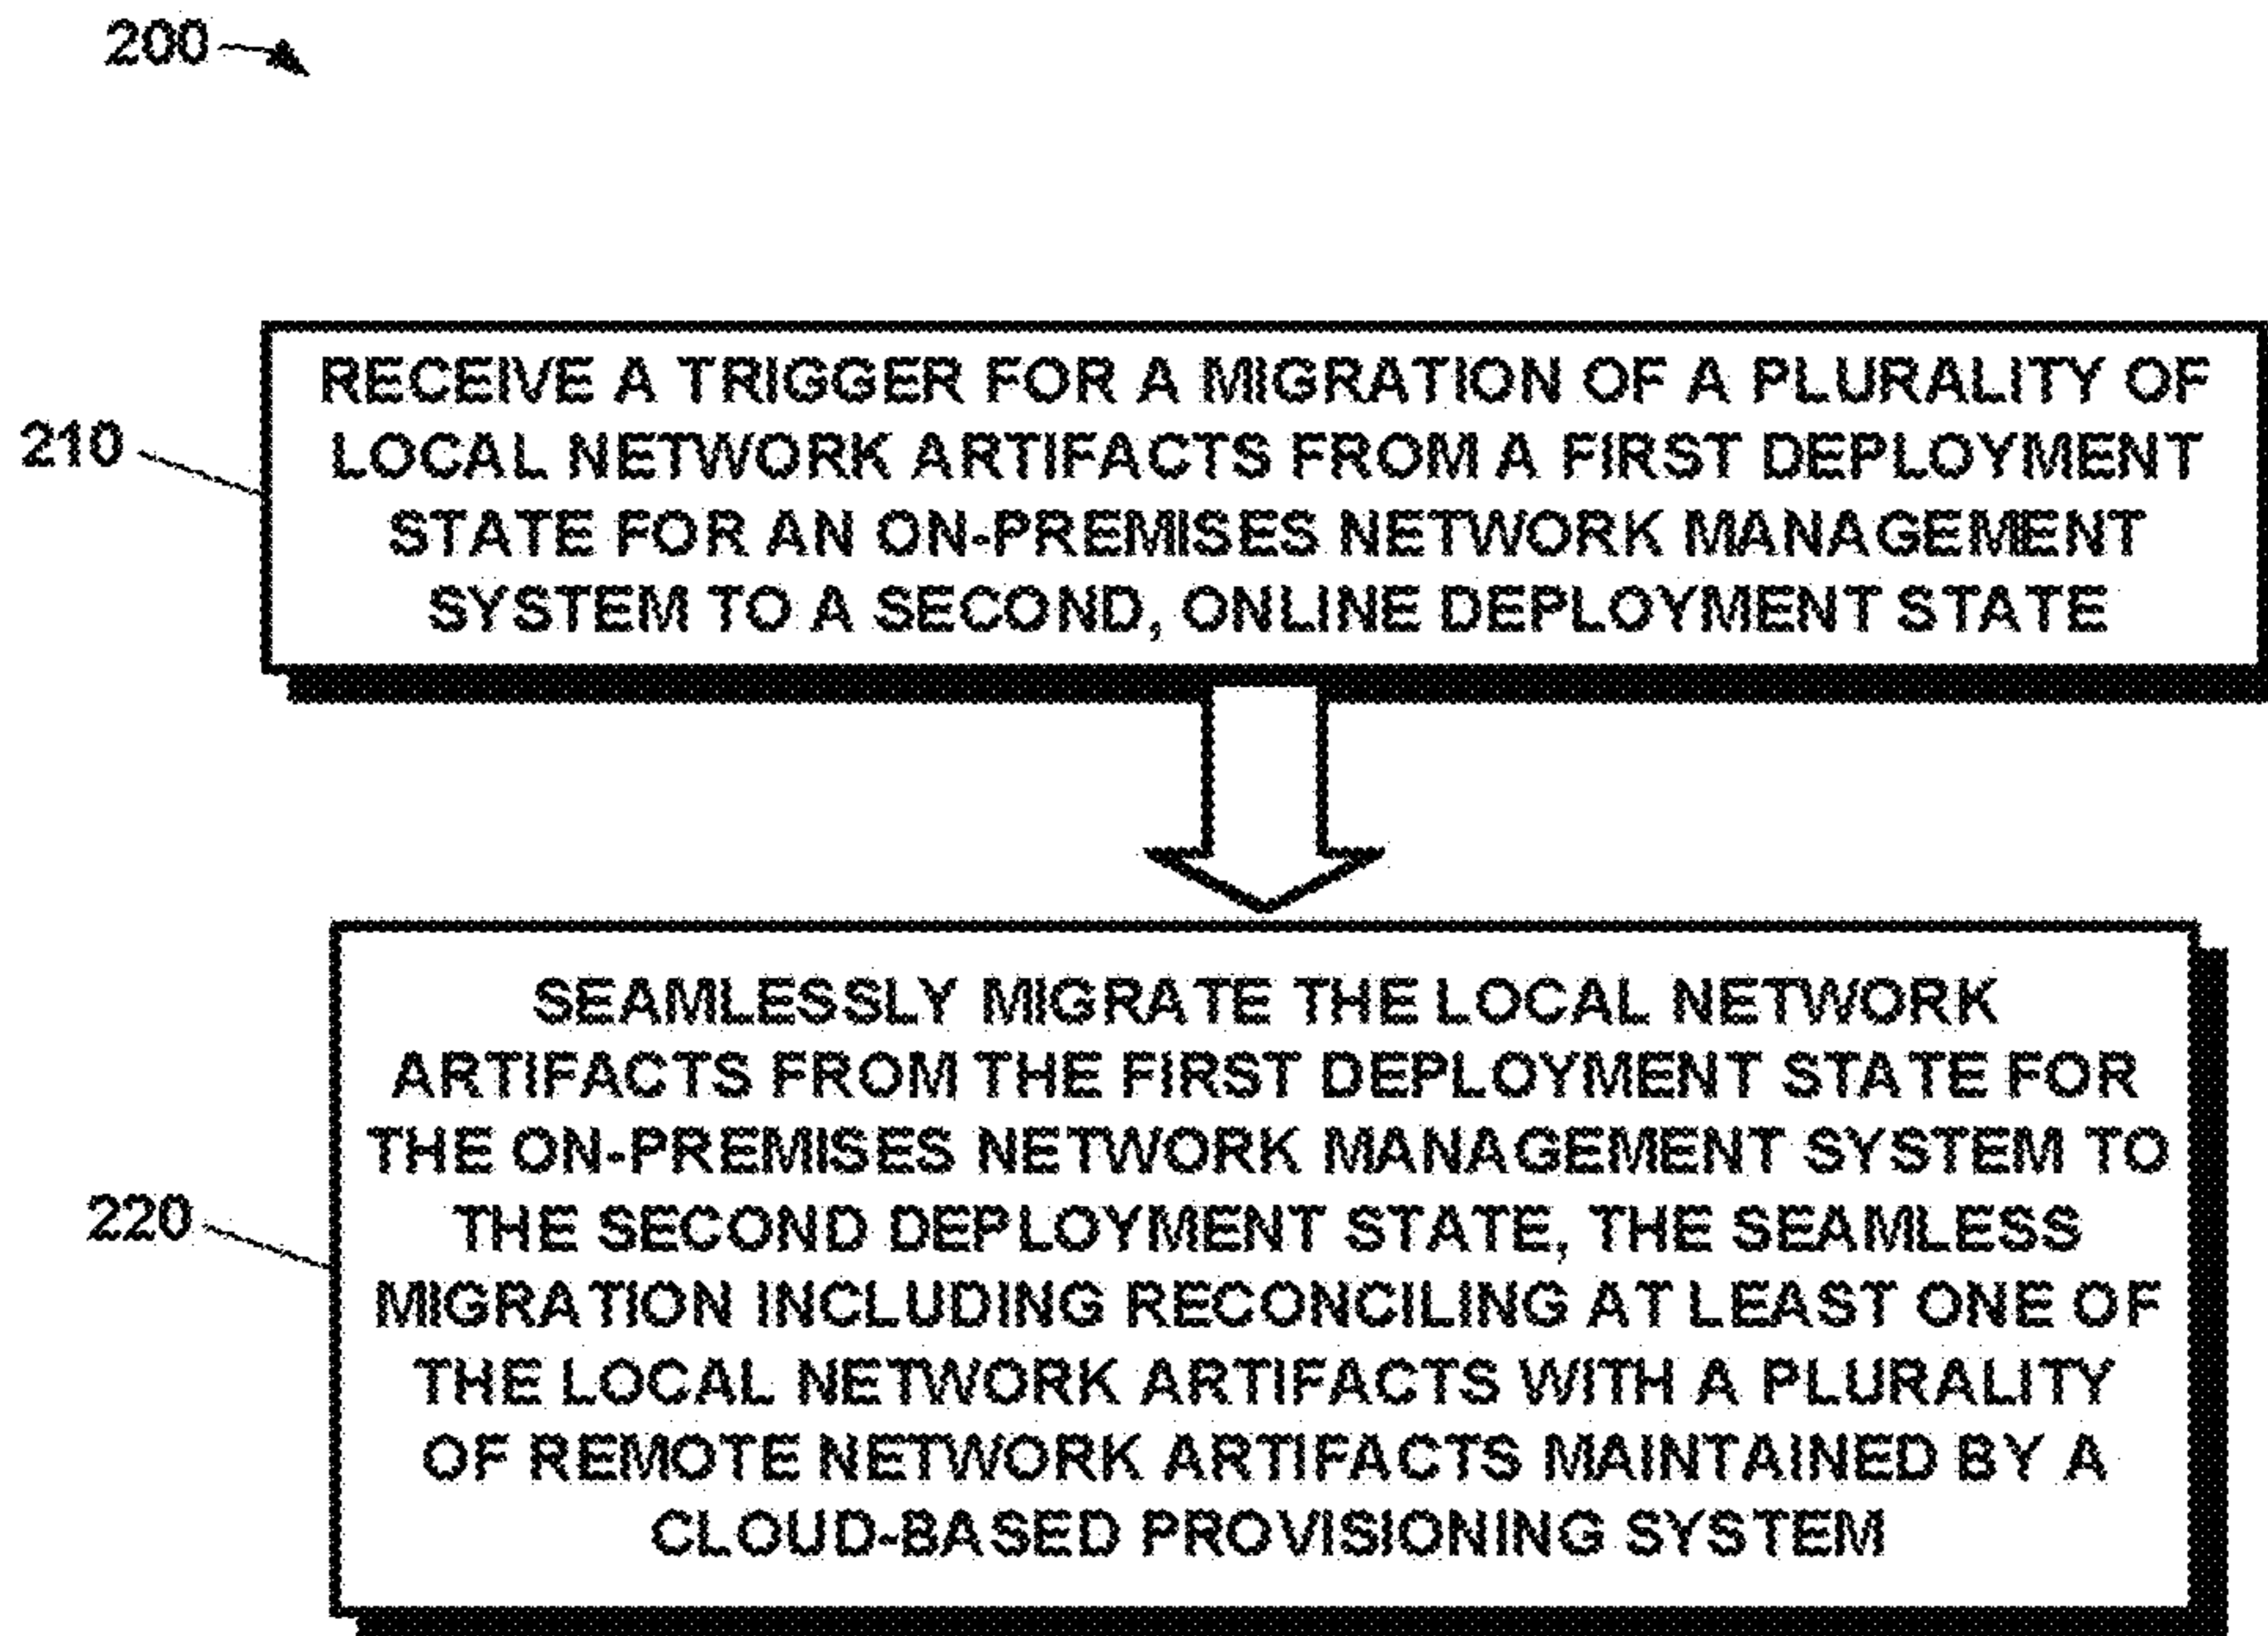 200
RECEIVE A TRIGGER FOR A MIGRATION OF A PLURALITY OF
LOCAL NETWORK ARTIFACTS FROM A FIRST DEPLOYMENT
210
STATE FOR AN ON-PREMISES NETWORK MANAGEMENT
SYSTEM TO A SECOND, ONLINE DEPLOYMENT STATE
SEAMLESSLY MIGRATE THE LOCAL NETWORK
ARTIFACTS FROM THE FIRST DEPLOYMENT STATE FOR
THE ON-PREMISES NETWORK MANAGEMENT SYSTEM TO
220
THE SECOND DEPLOYMENT STATE, THE SEAMLESS
MIGRATION INCLUDING RECONCILING AT LEAST ONE OF
THE LOCAL NETWORK ARTIFACTS WITH A PLURALITY
OF REMOTE NETWORK ARTIFACTS MAINTAINED BY A
CLOUD-BASED PROVISIONING SYSTEM